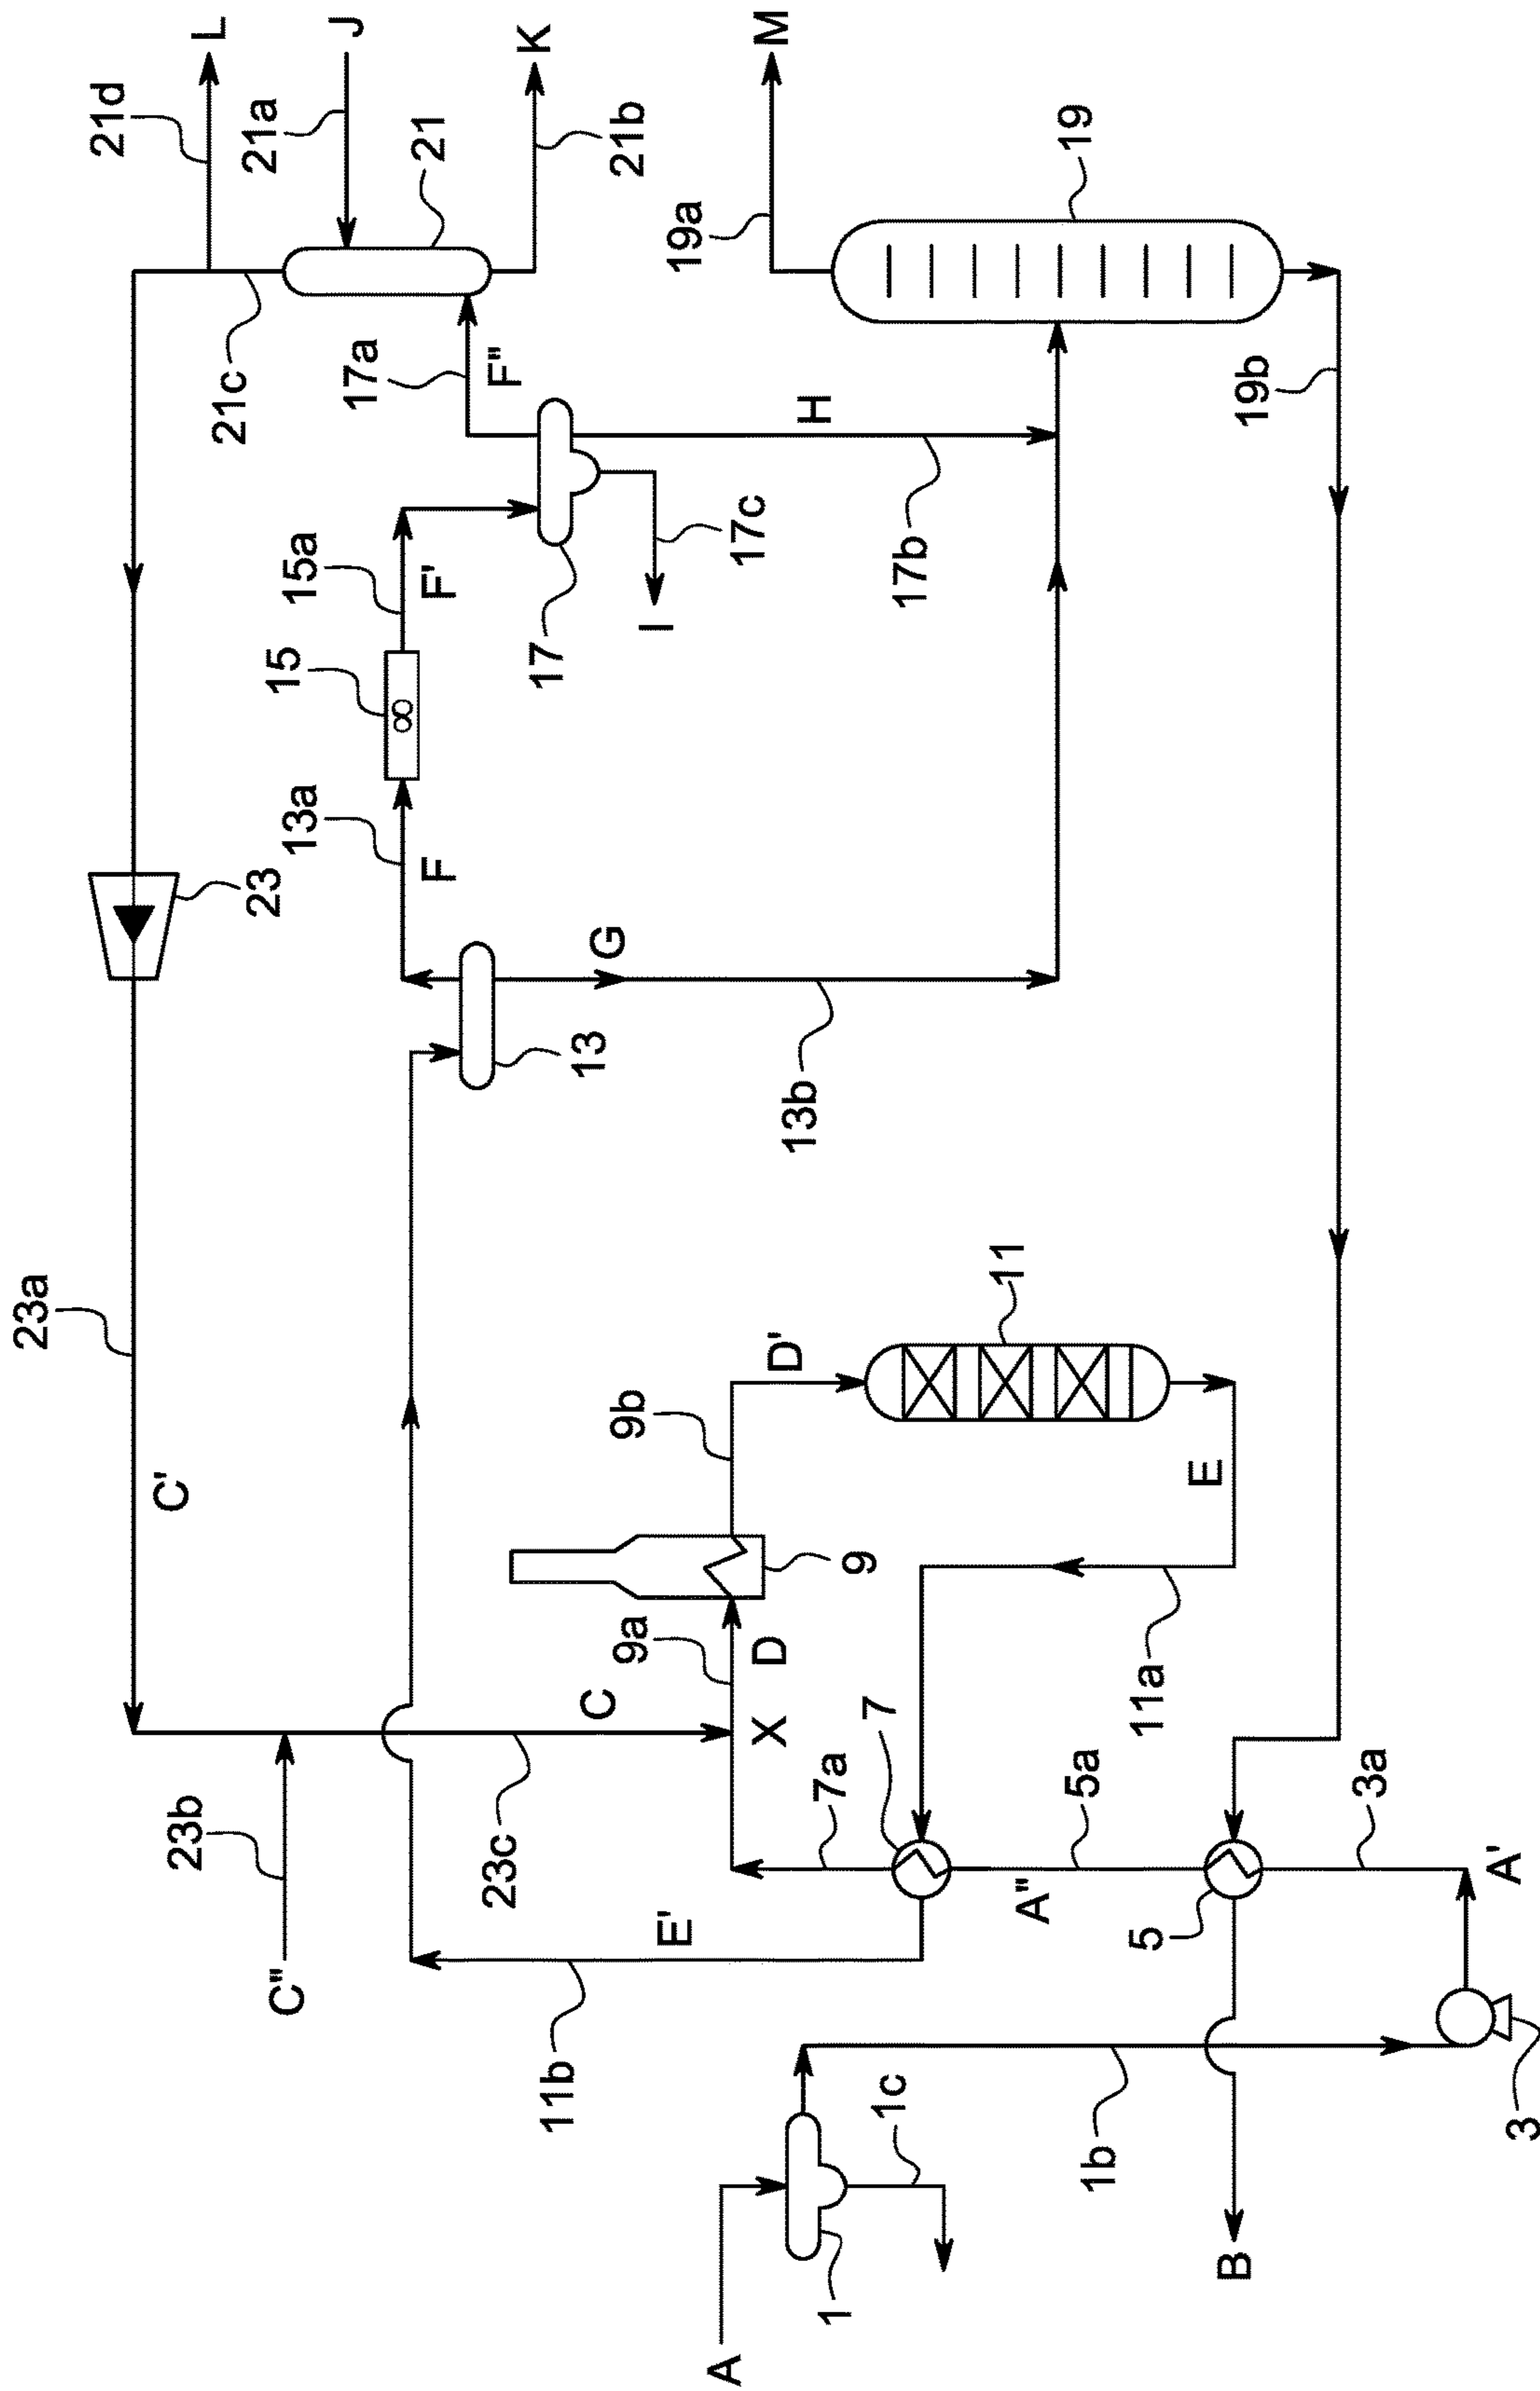 L
J
K
M
21d
21a
21
21b
19a
19
21c
17a
F"
H
19b
15a
F'
17
17c
17b
I
15
13a
F
23
G
13
13b
23a
C'
11
D'
9b
E
9
9a
D
C
X
7
11a
7a
5a
3a
23b
23c
C"
E'
A"
A'
5
11b
1c
1b
3
1
A
B